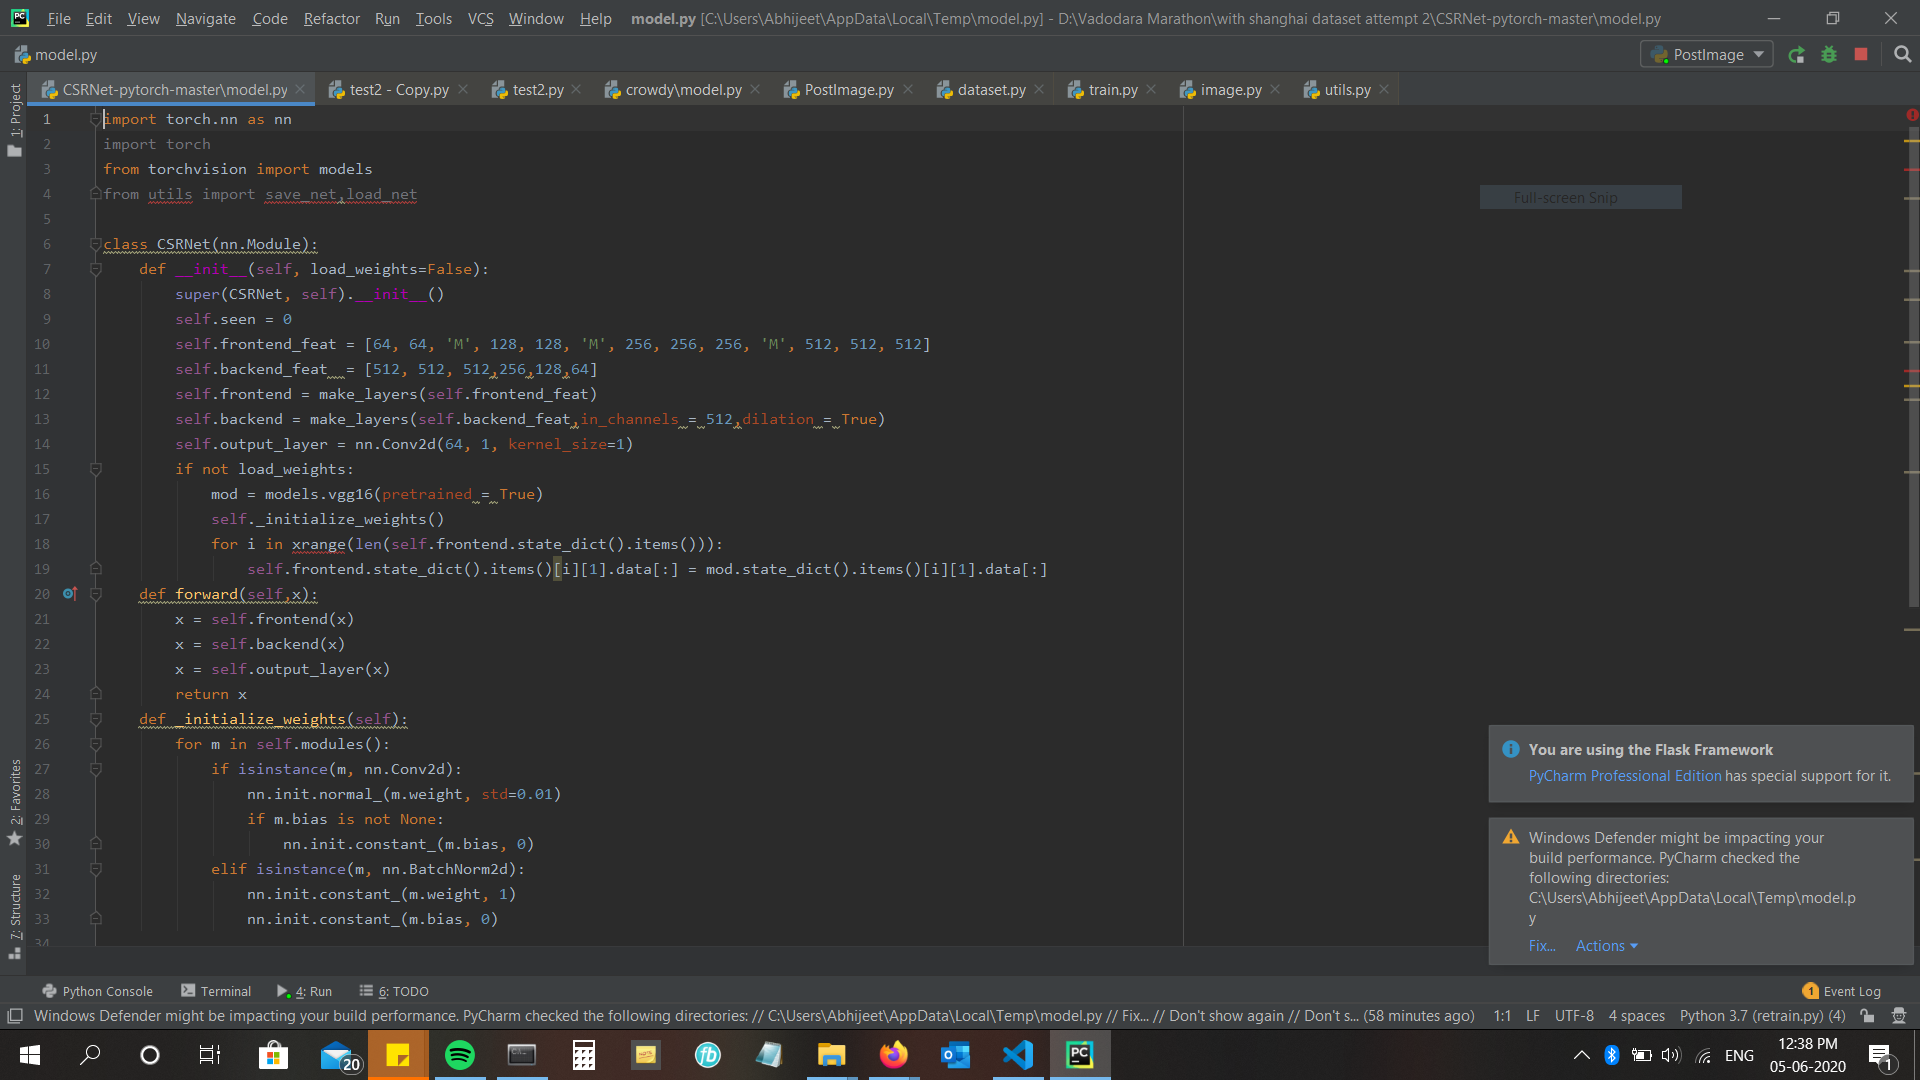 File Edit View Navigate Code Refactor Run Tools VCS Window Help model.py [C:\Users\Abhijeet\AppData\Local\Temp\model.py] - D:\Vadodara Marathon\with shanghai dataset attempt 2\CSRNet-pytorch-master\model.py
model.py
PostImage
CSRNet-pytorch-master\model.py test2 - Copy.py test2.py crowdy\model.py PostImage.py dataset.py train.py image.py utils.py
1: Project
2: Favorites
7: Structure
1 import torch.nn as nn
2 import torch
3 from torchvision import models
4 from utils import save_net,load_net
5
6 class CSRNet(nn.Module):
7 def __init__(self, load_weights=False):
8 super(CSRNet, self).__init__()
9 self.seen = 0
10 self.frontend_feat = [64, 64, 'M', 128, 128, 'M', 256, 256, 256, 'M', 512, 512, 512]
11 self.backend_feat  = [512, 512, 512,256,128,64]
12 self.frontend = make_layers(self.frontend_feat)
13 self.backend = make_layers(self.backend_feat,in_channels = 512,dilation = True)
14 self.output_layer = nn.Conv2d(64, 1, kernel_size=1)
15 if not load_weights:
16 mod = models.vgg16(pretrained = True)
17 self._initialize_weights()
18 for i in xrange(len(self.frontend.state_dict().items())):
19 self.frontend.state_dict().items()[i][1].data[:] = mod.state_dict().items()[i][1].data[:]
20 def forward(self,x):
21 x = self.frontend(x)
22 x = self.backend(x)
23 x = self.output_layer(x)
24 return x
25 def _initialize_weights(self):
26 for m in self.modules():
27 if isinstance(m, nn.Conv2d):
28 nn.init.normal_(m.weight, std=0.01)
29 if m.bias is not None:
30 nn.init.constant_(m.bias, 0)
31 elif isinstance(m, nn.BatchNorm2d):
32 nn.init.constant_(m.weight, 1)
33 nn.init.constant_(m.bias, 0)
34
Full-screen Snip
You are using the Flask Framework
PyCharm Professional Edition has special support for it.
Windows Defender might be impacting your
build performance. PyCharm checked the
following directories:
C:\Users\Abhijeet\AppData\Local\Temp\model.p
y
Fix... Actions
Python Console Terminal 4: Run 6: TODO 1 Event Log
Windows Defender might be impacting your build performance. PyCharm checked the following directories: // C:\Users\Abhijeet\AppData\Local\Temp\model.py // Fix... // Don't show again // Don't s... (58 minutes ago) 1:1 LF UTF-8 4 spaces Python 3.7 (retrain.py) (4)
20
fb
PC
ENG
12:38 PM
05-06-2020
1